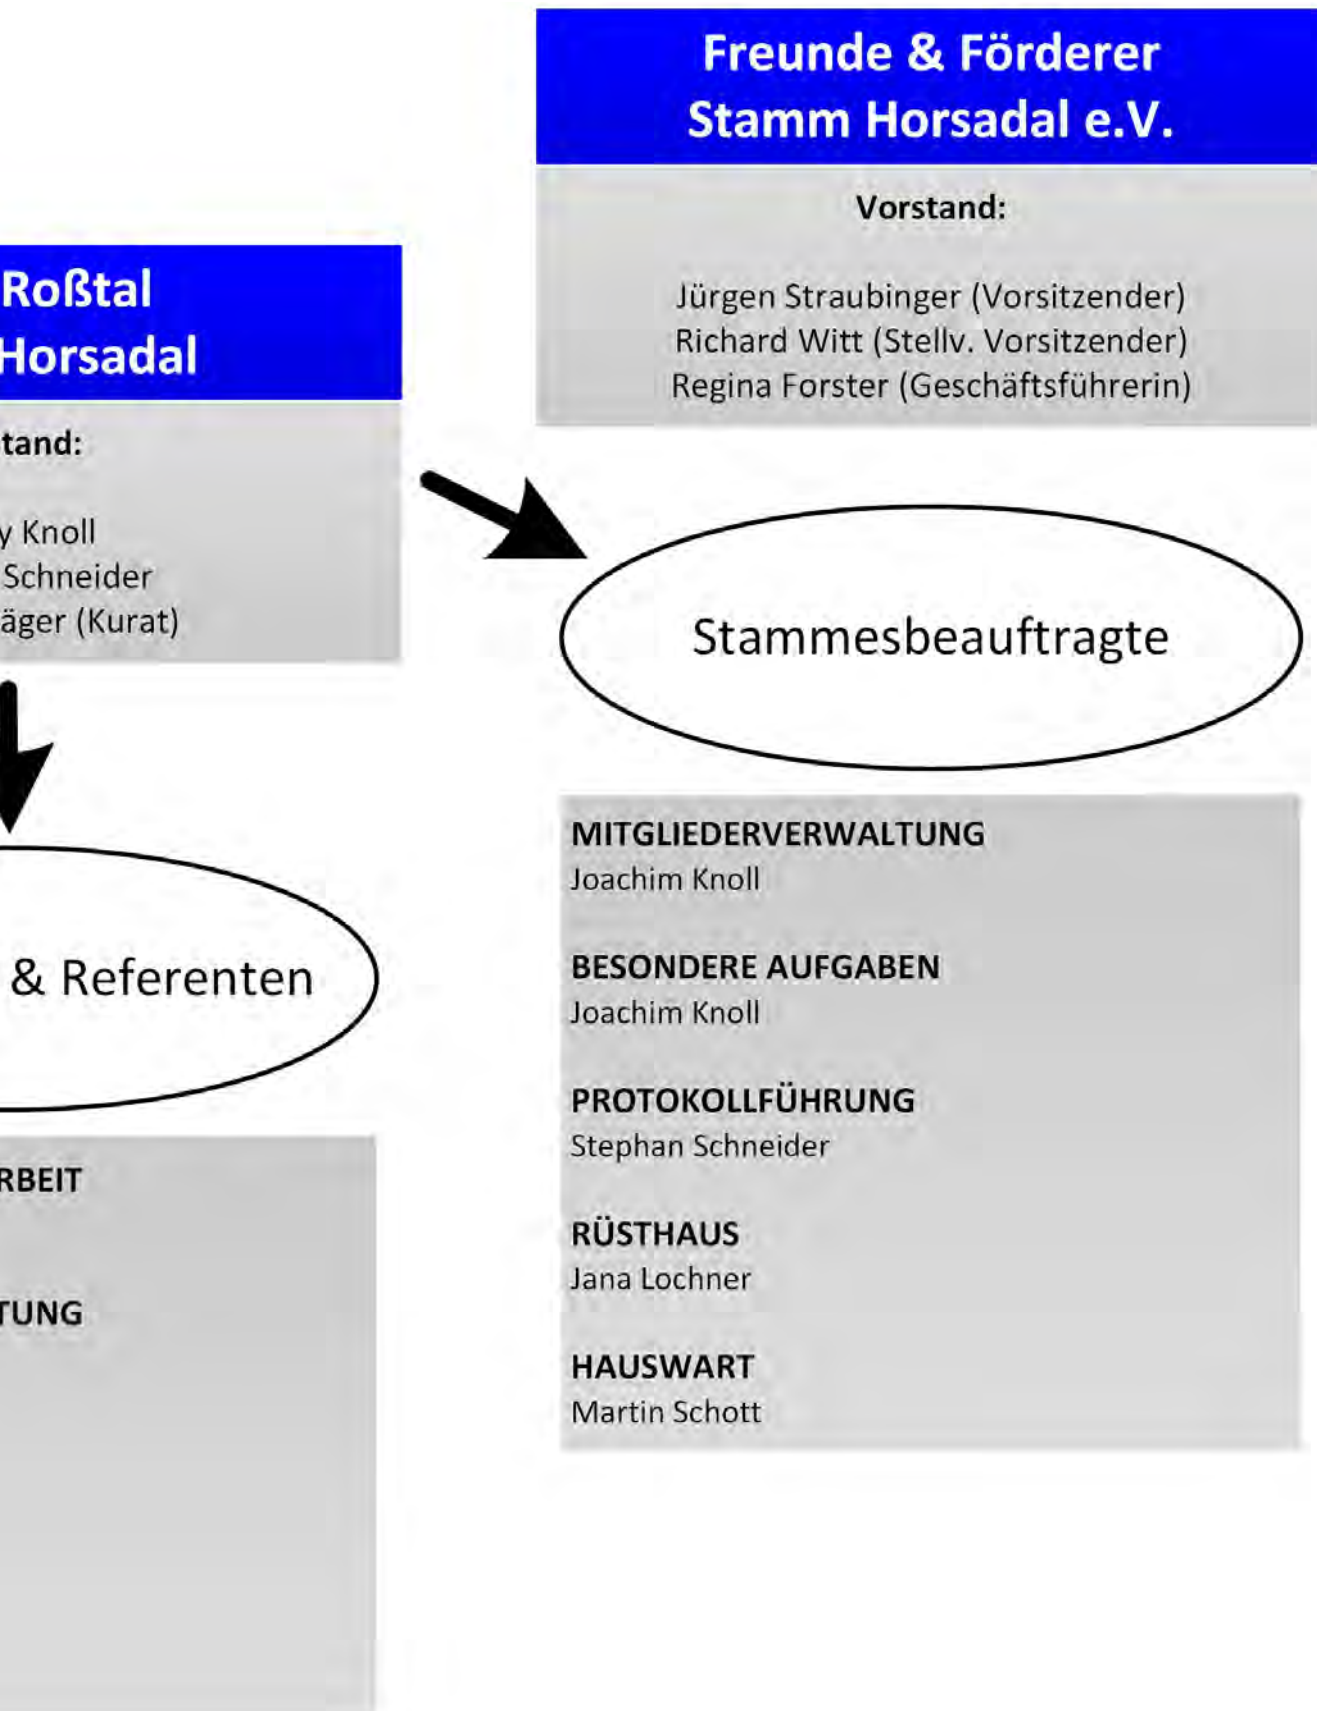 Freunde & Förderer
Stamm Horsadal e.V.
Vorstand:
Jürgen Straubinger (Vorsitzender)
Richard Witt (Stellv. Vorsitzender)
Regina Forster (Geschäftsführerin)
Roßtal
Horsadal
tand:
y Knoll
Schneider
äger (Kurat)
Stammesbeauftragte
MITGLIEDERVERWALTUNG
Joachim Knoll
BESONDERE AUFGABEN
Joachim Knoll
PROTOKOLLFÜHRUNG
Stephan Schneider
RÜSTHAUS
Jana Lochner
HAUSWART
Martin Schott
& Referenten
RBEIT
TUNG